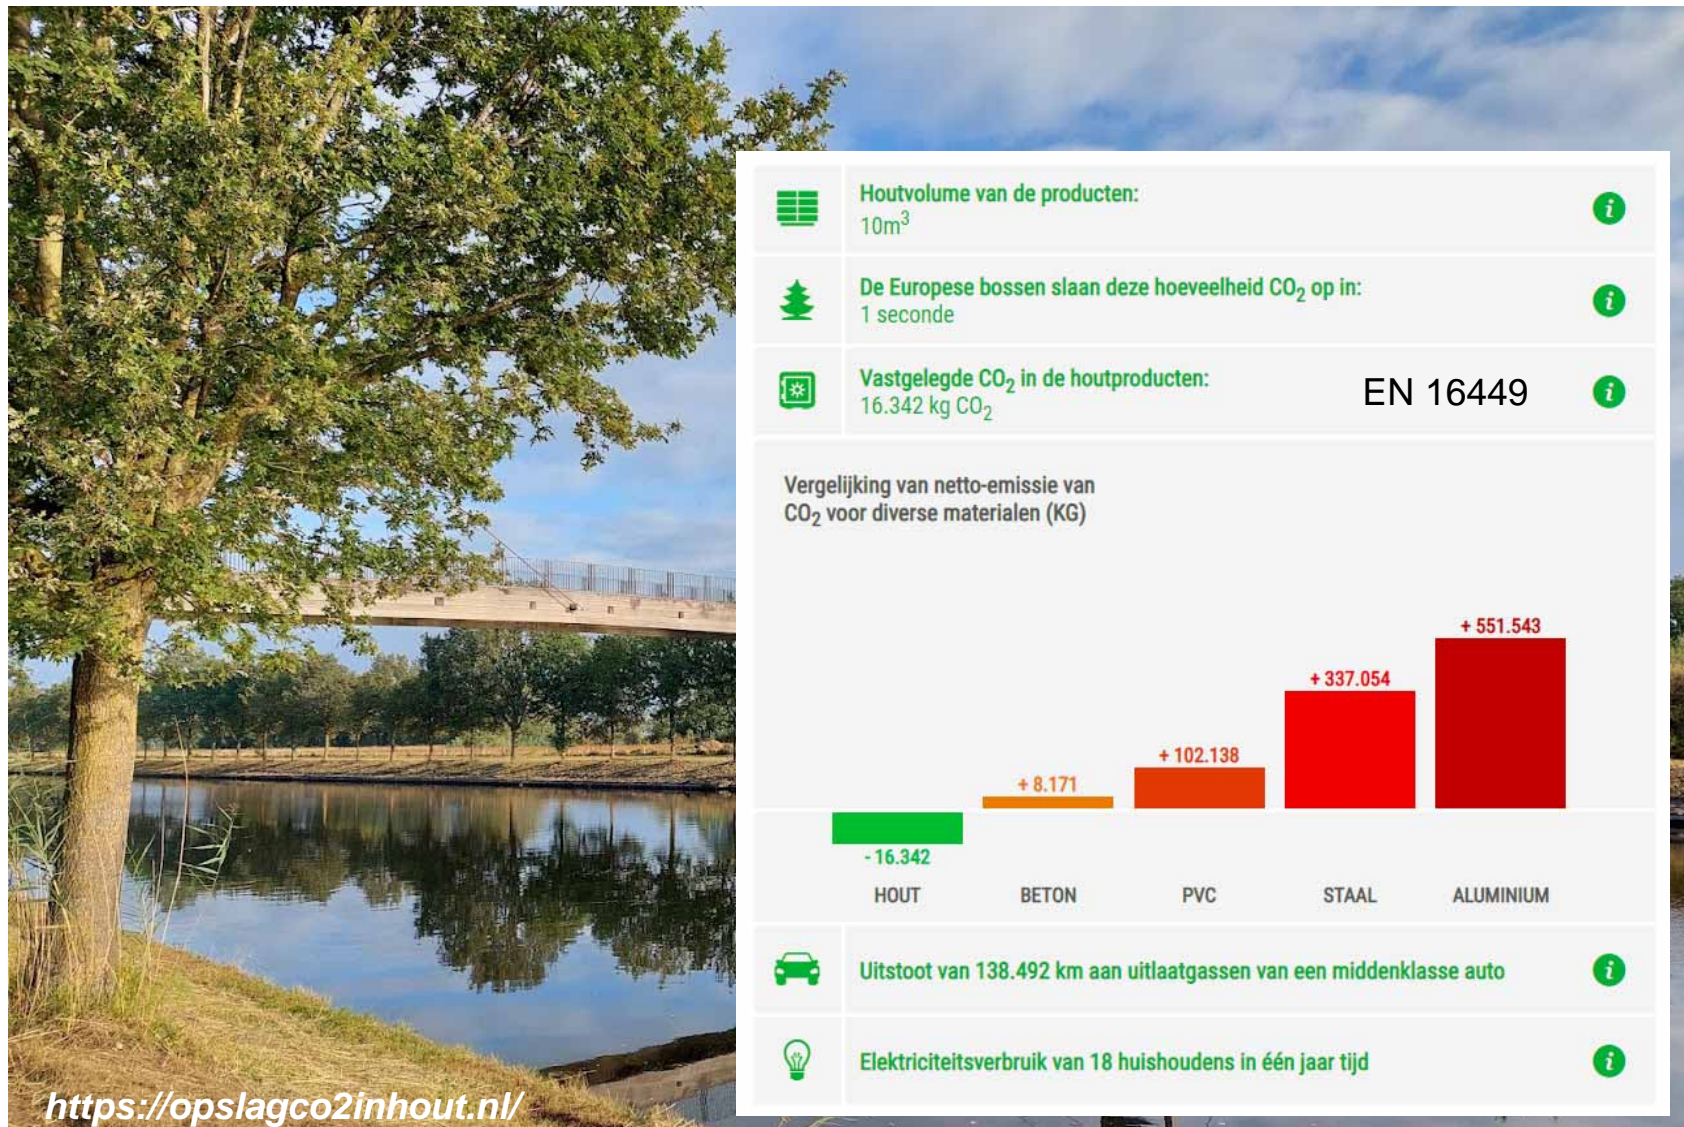 Houtvolume van de producten:
10m³
De Europese bossen slaan deze hoeveelheid CO₂ op in:
1 seconde
Vastgelegde CO₂ in de houtproducten:
16.342 kg CO₂
EN 16449
Vergelijking van netto-emissie van
CO₂ voor diverse materialen (KG)
+ 551.543
+ 337.054
+ 102.138
+ 8.171
- 16.342
HOUT BETON PVC STAAL ALUMINIUM
Uitstoot van 138.492 km aan uitlaatgassen van een middenklasse auto
Elektriciteitsverbruik van 18 huishoudens in één jaar tijd
https://opslagco2inhout.nl/